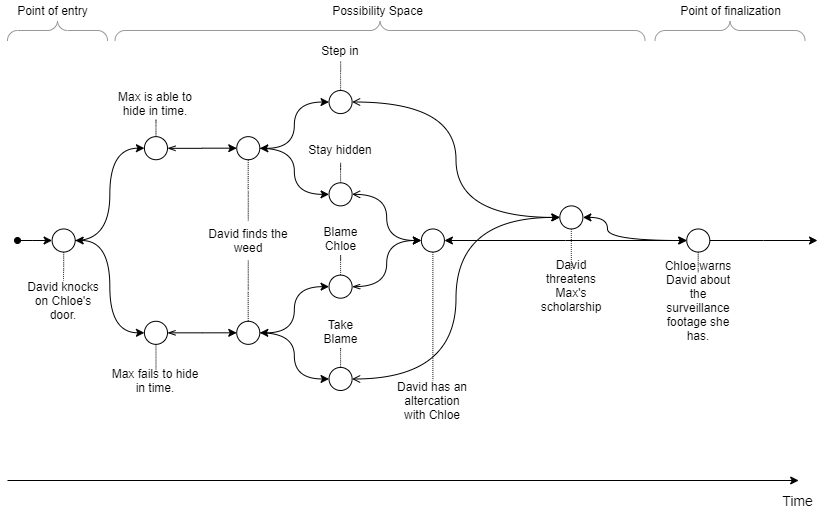 Point of entry
Possibility Space
Point of finalization
Step in
Max is able to
hide in time.
Stay hidden
David finds the
weed
Blame
Chloe
David knocks
on Chloe's
door.
David
threatens
Max's
scholarship
Chloe warns
David about
the
surveillance
footage she
has.
Take
Blame
Max fails to hide
in time.
David has an
altercation
with Chloe
Time